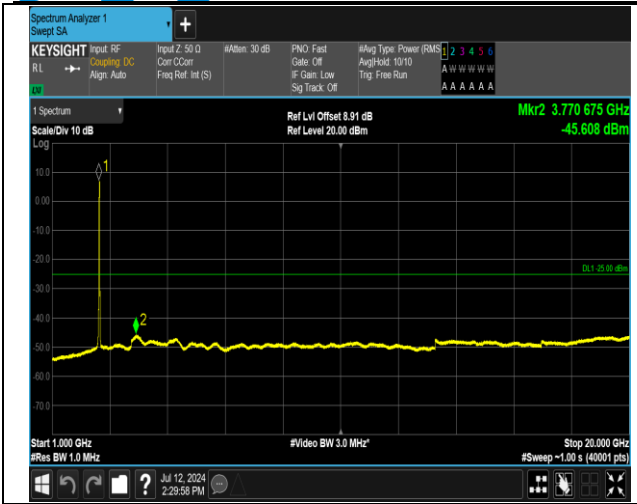 Spectrum Analyzer 1
Swept SA
+
KEYSIGHT
RL
LXI
Input: RF
Coupling: DC
Align: Auto
Input Z: 50 Ω
Corr CCorr
Freq Ref: Int (S)
#Atten: 30 dB
PNO: Fast
Gate: Off
IF Gain: Low
Sig Track: Off
#Avg Type: Power (RMS
Avg|Hold: 10/10
Trig: Free Run
1 2 3 4 5 6
A W W W W W
A A A A A A
1 Spectrum
Scale/Div 10 dB
Ref Lvl Offset 8.91 dB
Ref Level 20.00 dBm
Mkr2 3.770 675 GHz
-45.608 dBm
Log
1
10.0
0.00
-10.0
-20.0
DL1 -25.00 dBm
-30.0
-40.0
2
-50.0
-60.0
-70.0
Start 1.000 GHz
#Video BW 3.0 MHz*
Stop 20.000 GHz
#Res BW 1.0 MHz
#Sweep ~1.00 s (40001 pts)
?
Jul 12, 2024
2:29:58 PM